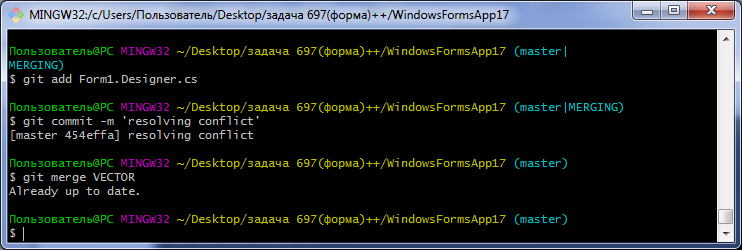 MINGW32:/c/Users/Пользователь/Desktop/задача 697(форма)++/WindowsFormsApp17
Пользователь@PC MINGW32 ~/Desktop/задача 697(форма)++/WindowsFormsApp17 (master|
MERGING)
$ git add Form1.Designer.cs
Пользователь@PC MINGW32 ~/Desktop/задача 697(форма)++/WindowsFormsApp17 (master|MERGING)
$ git commit -m 'resolving conflict'
[master 454effa] resolving conflict
Пользователь@PC MINGW32 ~/Desktop/задача 697(форма)++/WindowsFormsApp17 (master)
$ git merge VECTOR
Already up to date.
Пользователь@PC MINGW32 ~/Desktop/задача 697(форма)++/WindowsFormsApp17 (master)
$